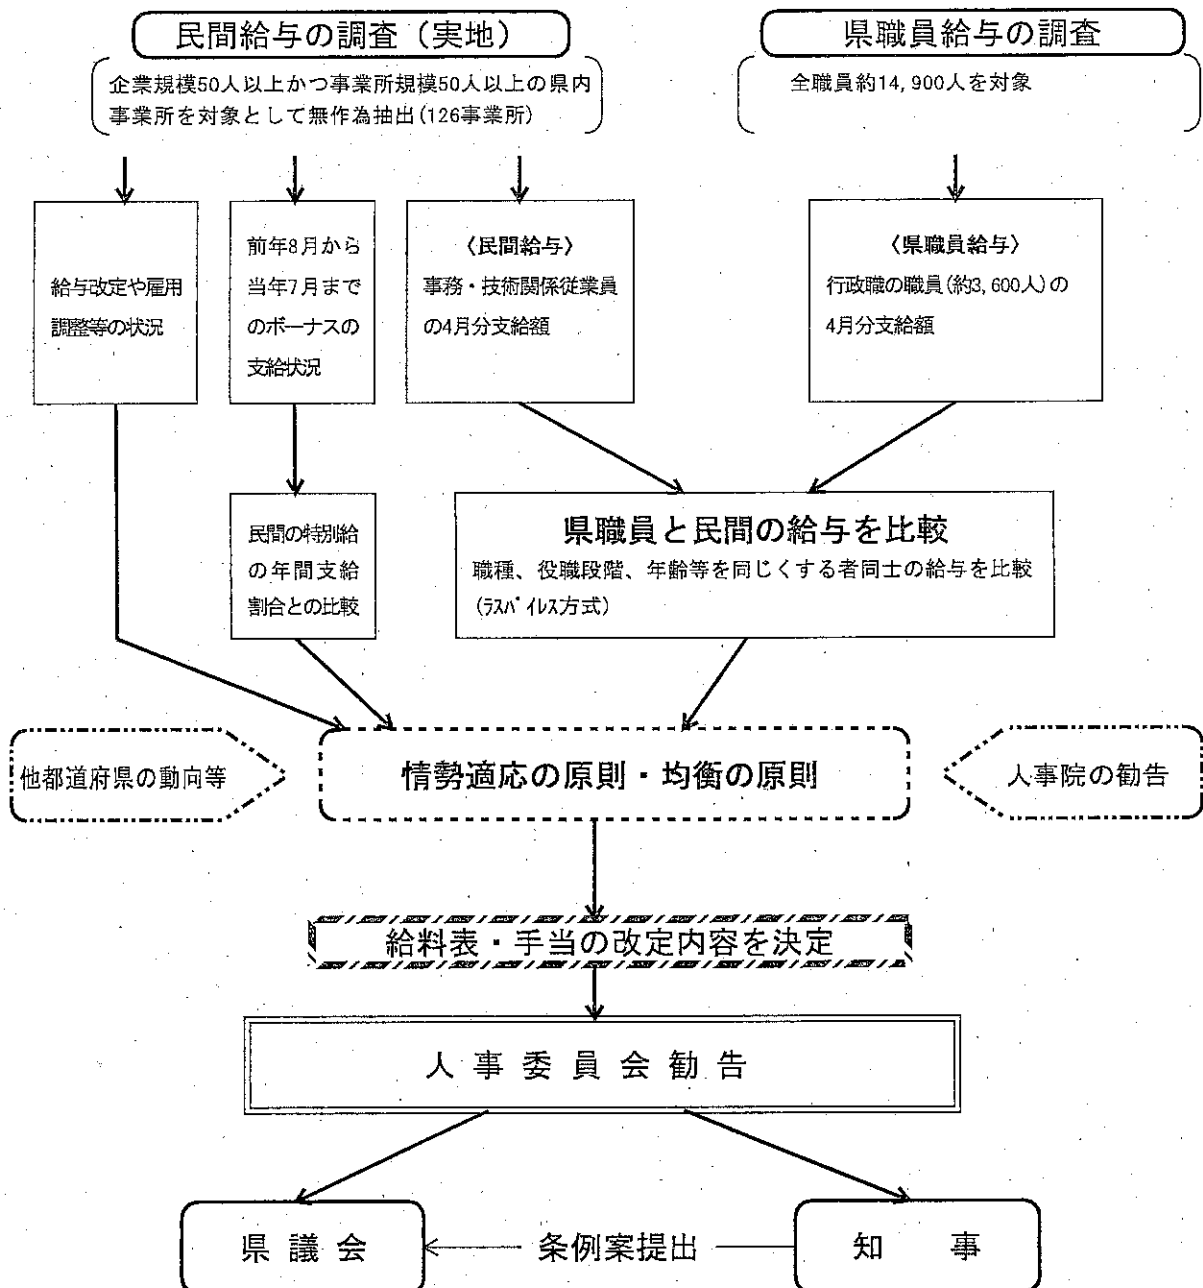 民間給与の調査（実地）
県職員給与の調査
企業規模50人以上かつ事業所規模50人以上の県内
事業所を対象として無作為抽出(126事業所)
全職員約14,900人を対象
給与改定や雇用
調整等の状況
前年8月から
当年7月まで
のボーナスの
支給状況
〈民間給与〉
事務・技術関係従業員
の4月分支給額
〈県職員給与〉
行政職の職員(約3,600人)の
4月分支給額
民間の特別給
の年間支給
割合との比較
県職員と民間の給与を比較
職種、役職段階、年齢等を同じくする者同士の給与を比較
(ﾗｽﾊﾟｲﾚｽ方式)
他都道府県の動向等
情勢適応の原則・均衡の原則
人事院の勧告
給料表・手当の改定内容を決定
人事委員会勧告
県議会
条例案提出
知事